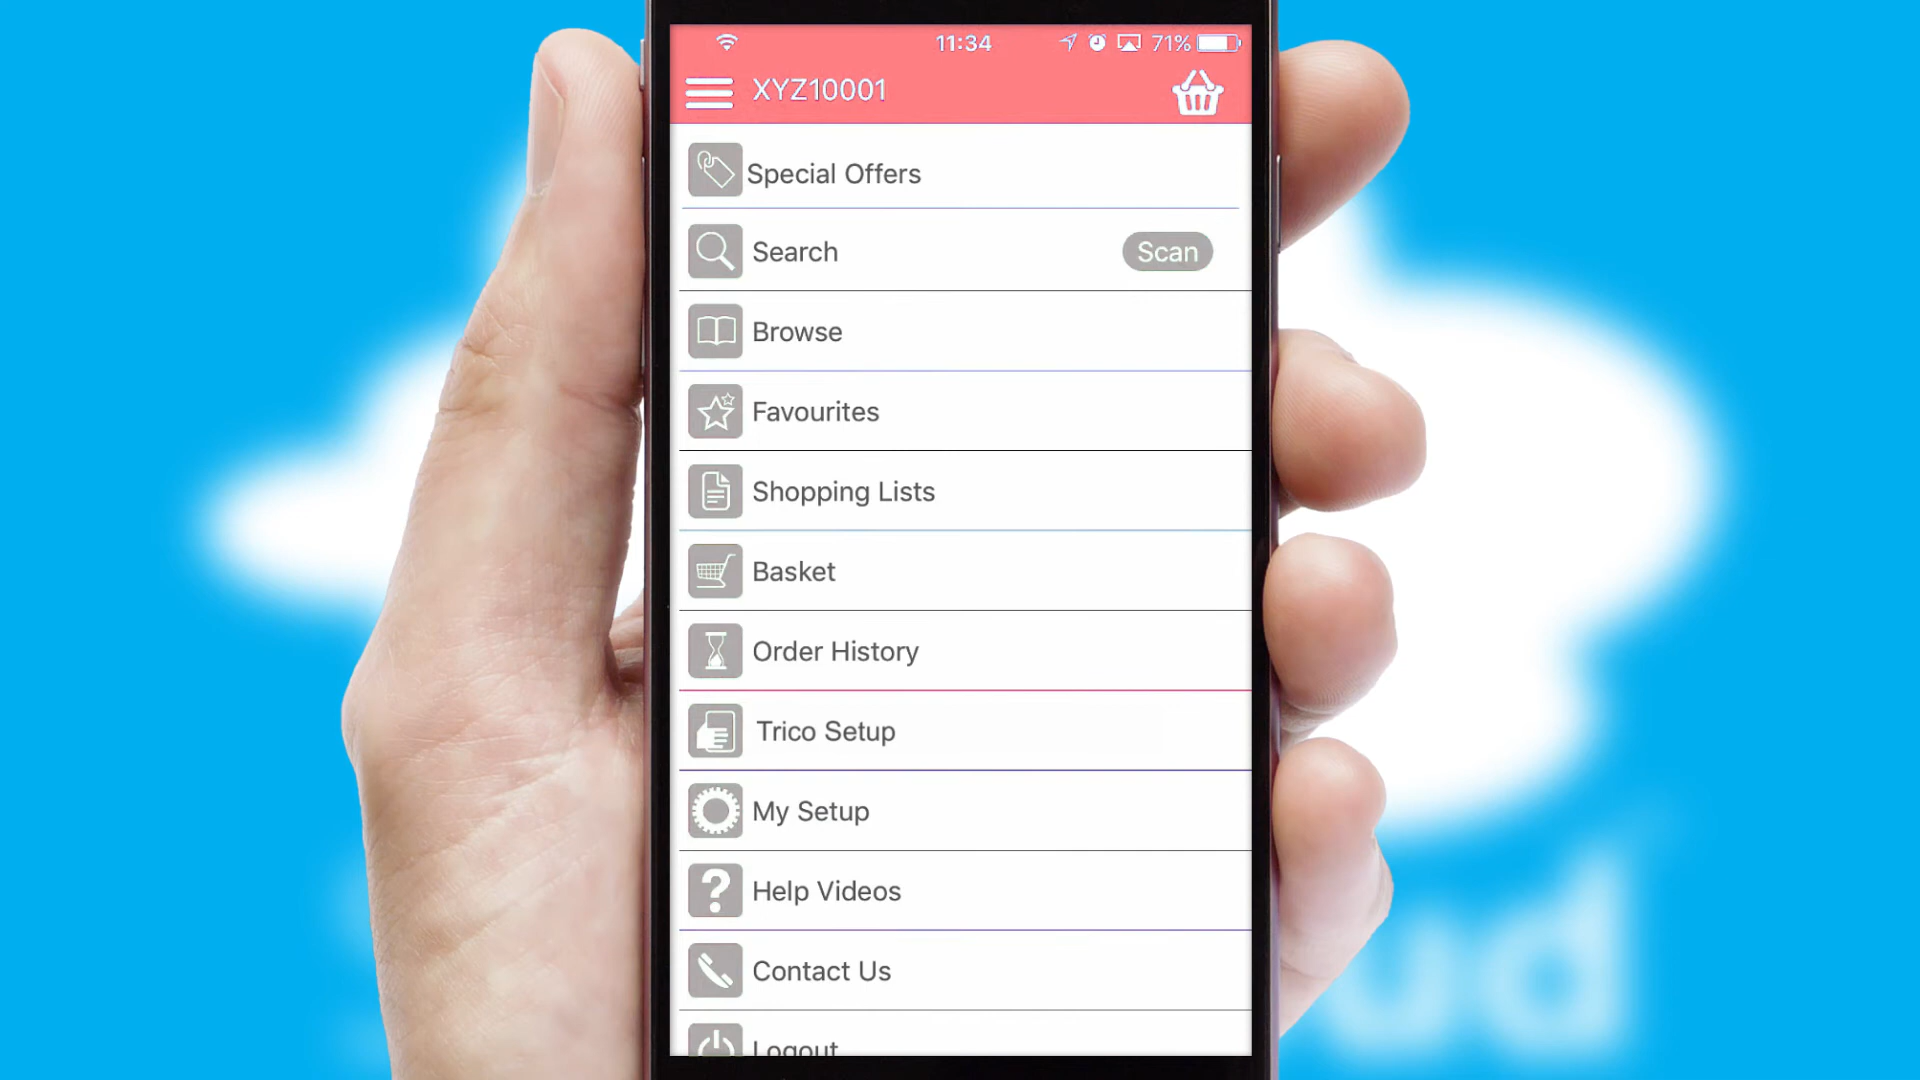 11:34 71%
XYZ10001
Special Offers
Search Scan
Browse
Favourites
Shopping Lists
Basket
Order History
Trico Setup
My Setup
Help Videos
Contact Us
Logout